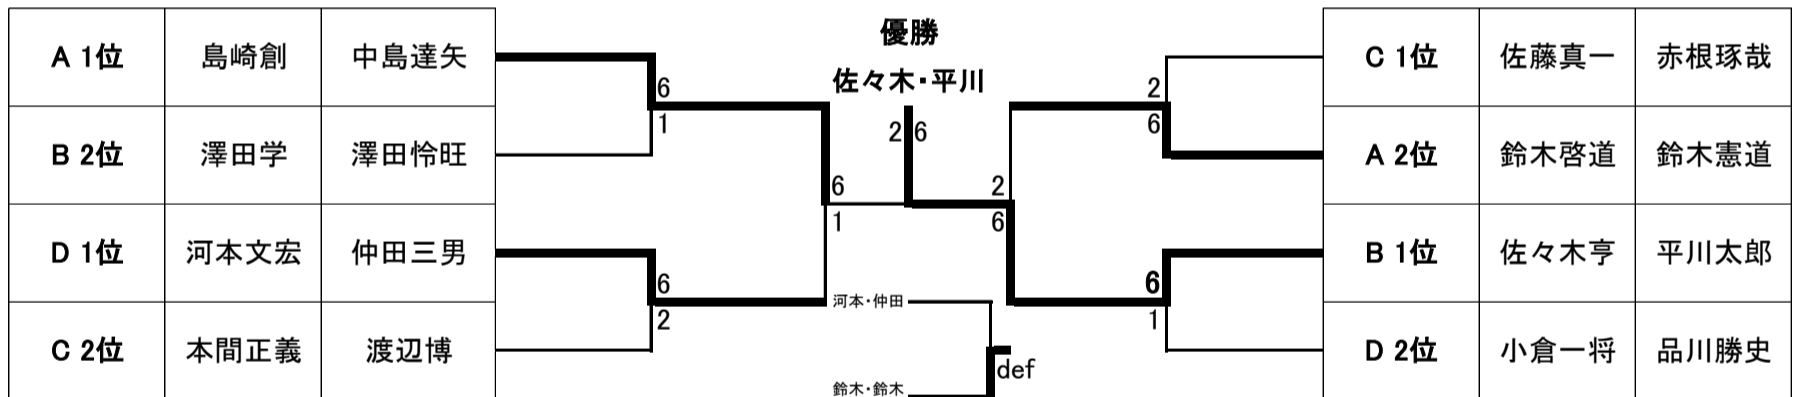 優勝
佐々木・平川
A 1位 島崎創 中島達矢
B 2位 澤田学 澤田怜旺
D 1位 河本文宏 仲田三男
C 2位 本間正義 渡辺博
6
1
6
2
6
1
2 6
2
6
2
6
6
1
河本・仲田
鈴木・鈴木
def
C 1位 佐藤真一 赤根琢哉
A 2位 鈴木啓道 鈴木憲道
B 1位 佐々木亨 平川太郎
D 2位 小倉一将 品川勝史